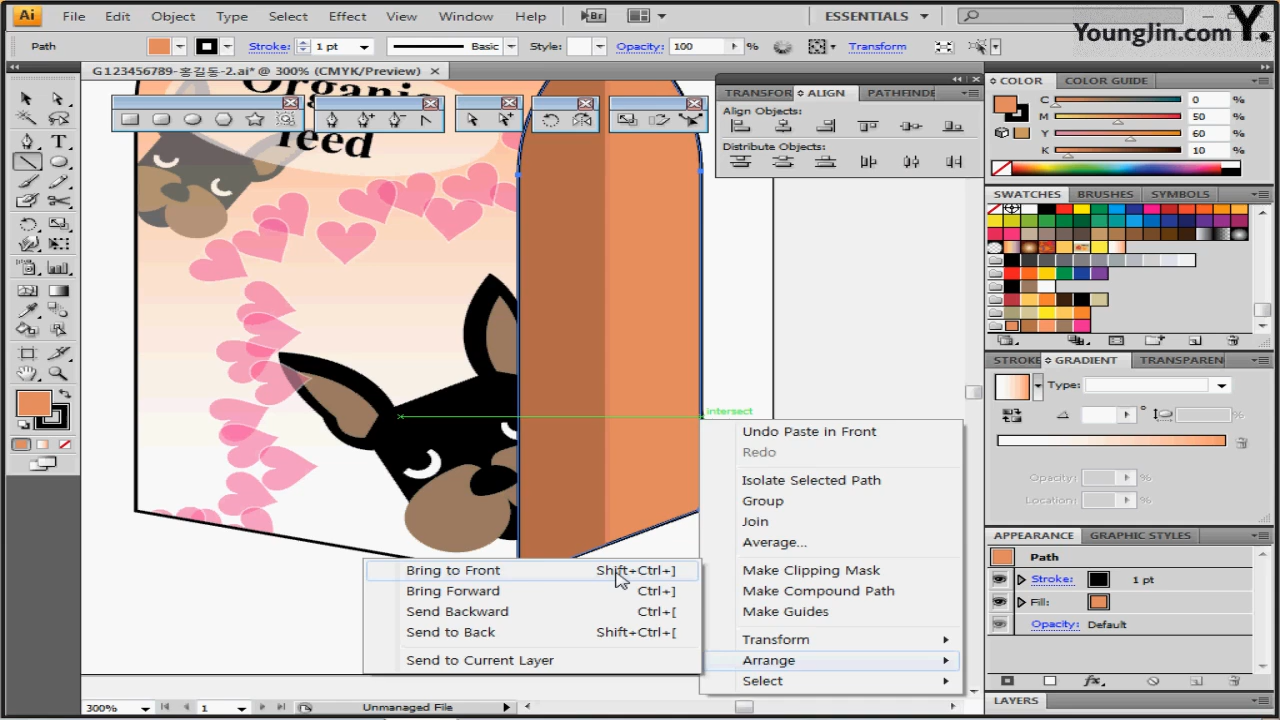 Ai File Edit Object Type Select Effect View Window Help Br ESSENTIALS
YoungJin.com Y.
Path Stroke: 1 pt Basic Style: Opacity: 100 % Transform
G123456789-홍길동-2.ai* @ 300% (CMYK/Preview)
Organic
feed
TRANSFOR ALIGN PATHFINDE
Align Objects:
Distribute Objects:
COLOR COLOR GUIDE
C 0 %
M 50 %
Y 60 %
K 10 %
SWATCHES BRUSHES SYMBOLS
STROKE GRADIENT TRANSPAREN
Type:
%
Opacity: %
Location: %
intersect
Undo Paste in Front
Redo
Isolate Selected Path
Group
Join
Average...
Make Clipping Mask
Make Compound Path
Make Guides
Transform
Arrange
Select
Bring to Front Shift+Ctrl+]
Bring Forward Ctrl+]
Send Backward Ctrl+[
Send to Back Shift+Ctrl+[
Send to Current Layer
APPEARANCE GRAPHIC STYLES
Path
Stroke: 1 pt
Fill:
Opacity: Default
fx
LAYERS
300% 1 Unmanaged File